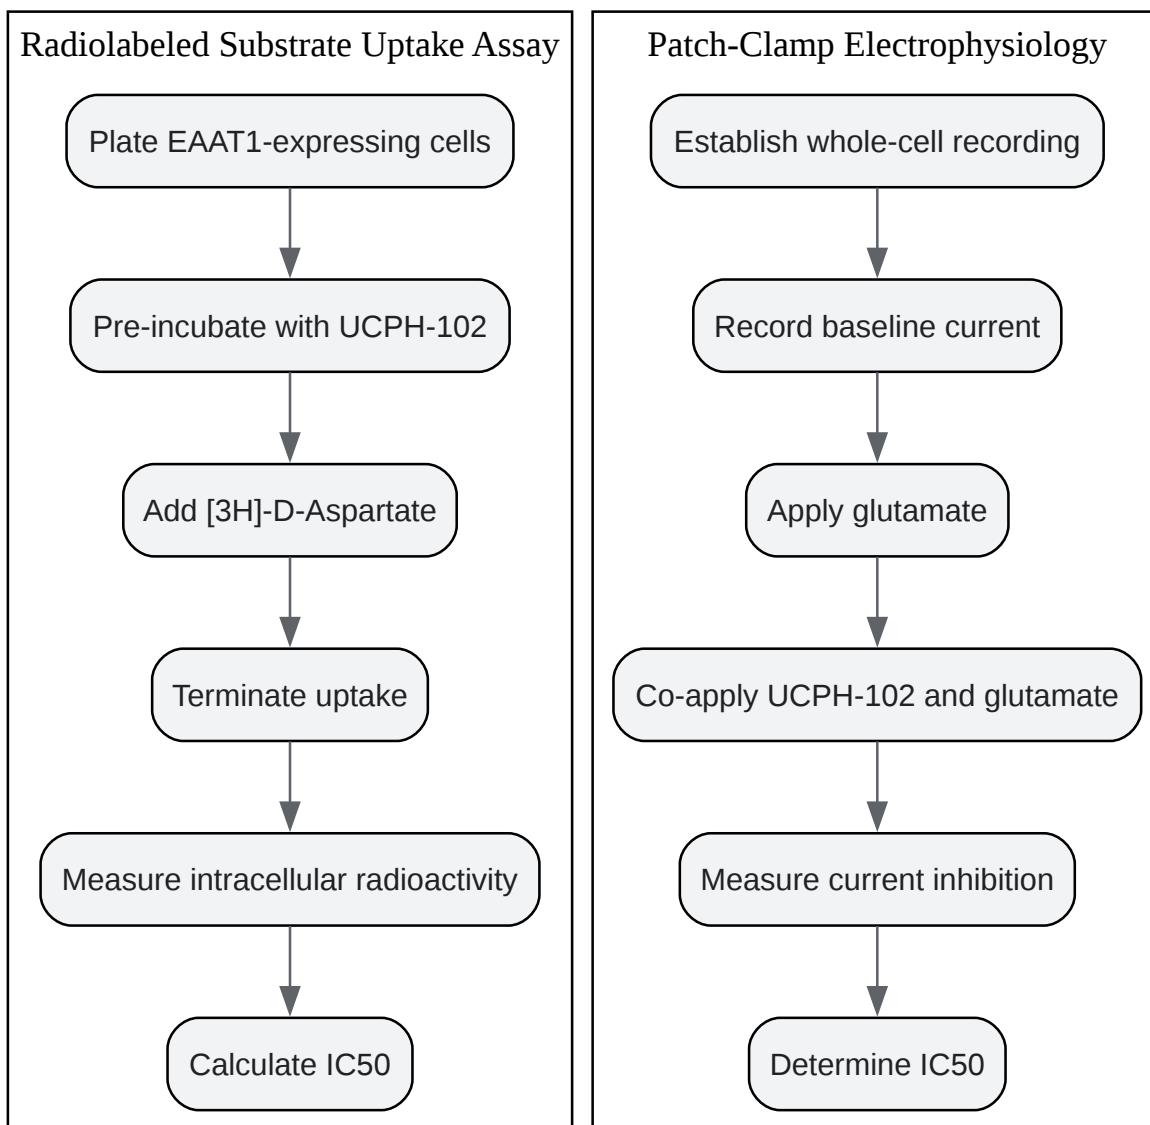 Radiolabeled Substrate Uptake Assay
Plate EAAT1-expressing cells
Pre-incubate with UCPH-102
Add [3H]-D-Aspartate
Terminate uptake
Measure intracellular radioactivity
Calculate IC50
Patch-Clamp Electrophysiology
Establish whole-cell recording
Record baseline current
Apply glutamate
Co-apply UCPH-102 and glutamate
Measure current inhibition
Determine IC50